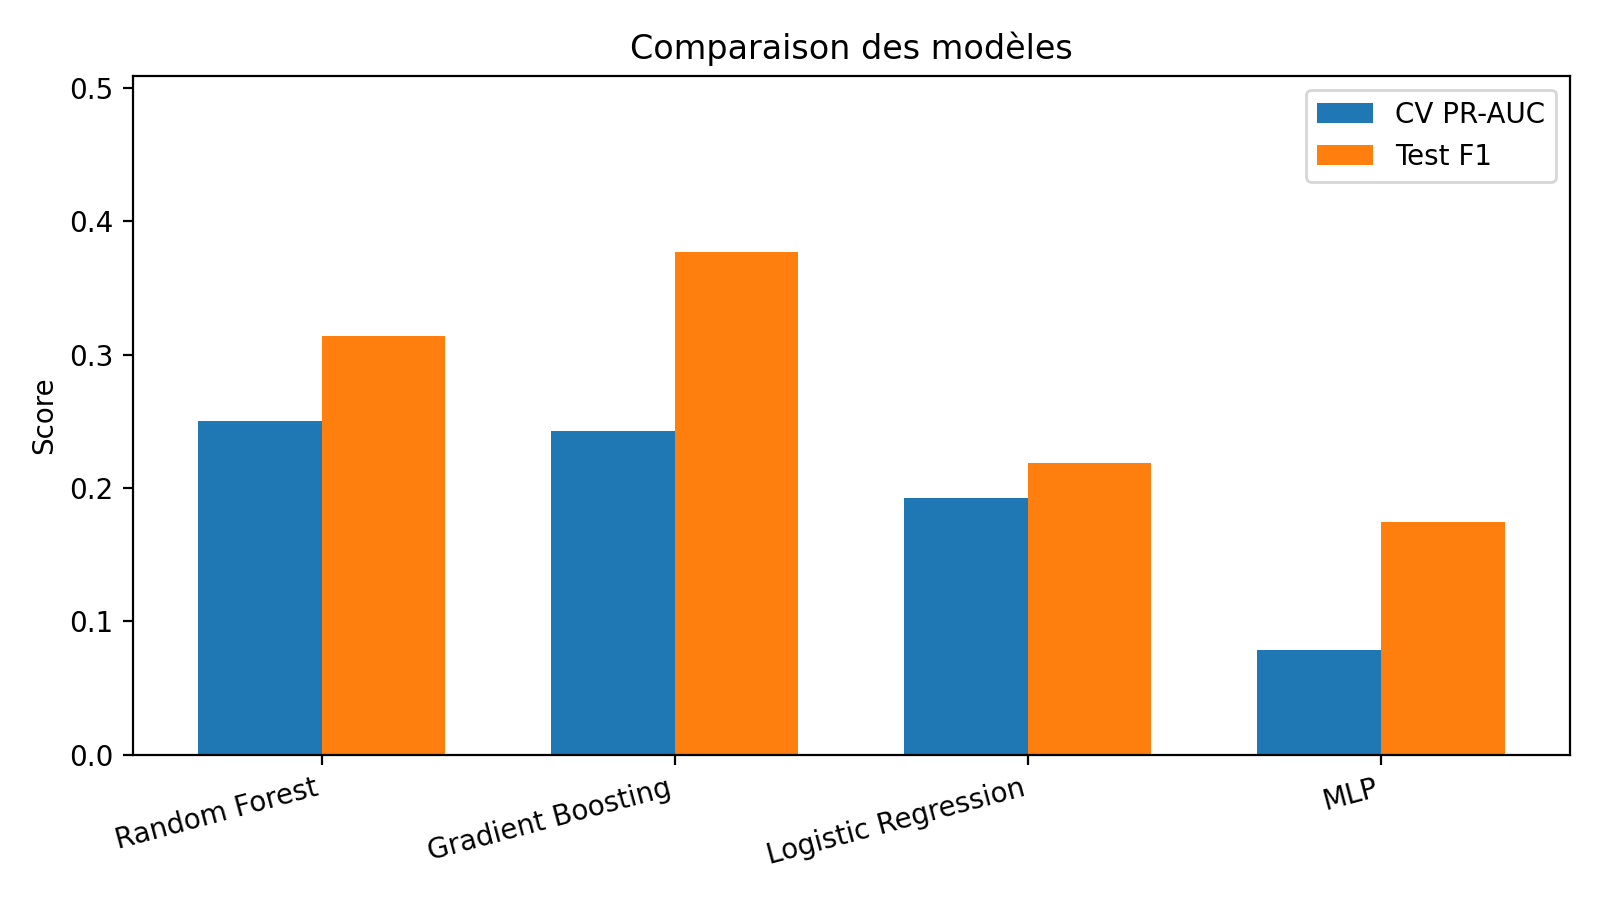 Comparaison des modèles
CV PR-AUC
Test F1
Score
0.5
0.4
0.3
0.2
0.1
0.0
Random Forest
Gradient Boosting
Logistic Regression
MLP